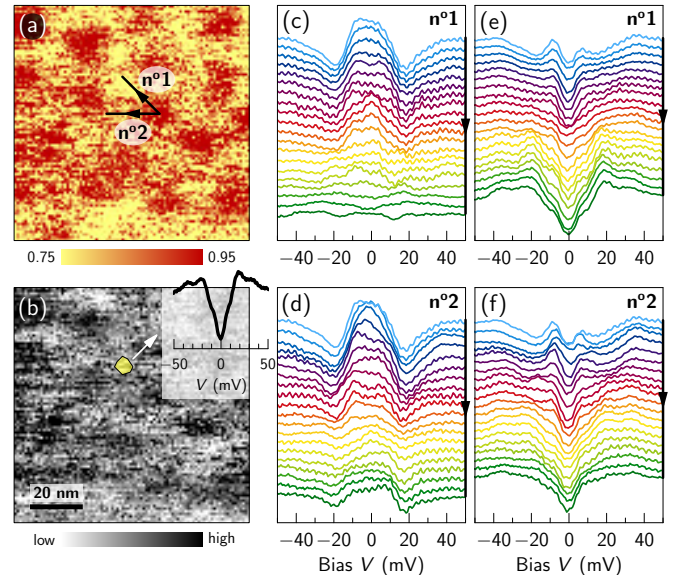 (a)
nº1
nº2
0.75 0.95
(b)
−50 0 50
V (mV)
20 nm
low high
(c) nº1
−40 −20 0 20 40
(e) nº1
−40 −20 0 20 40
(d) nº2
−40 −20 0 20 40
Bias V (mV)
(f) nº2
−40 −20 0 20 40
Bias V (mV)